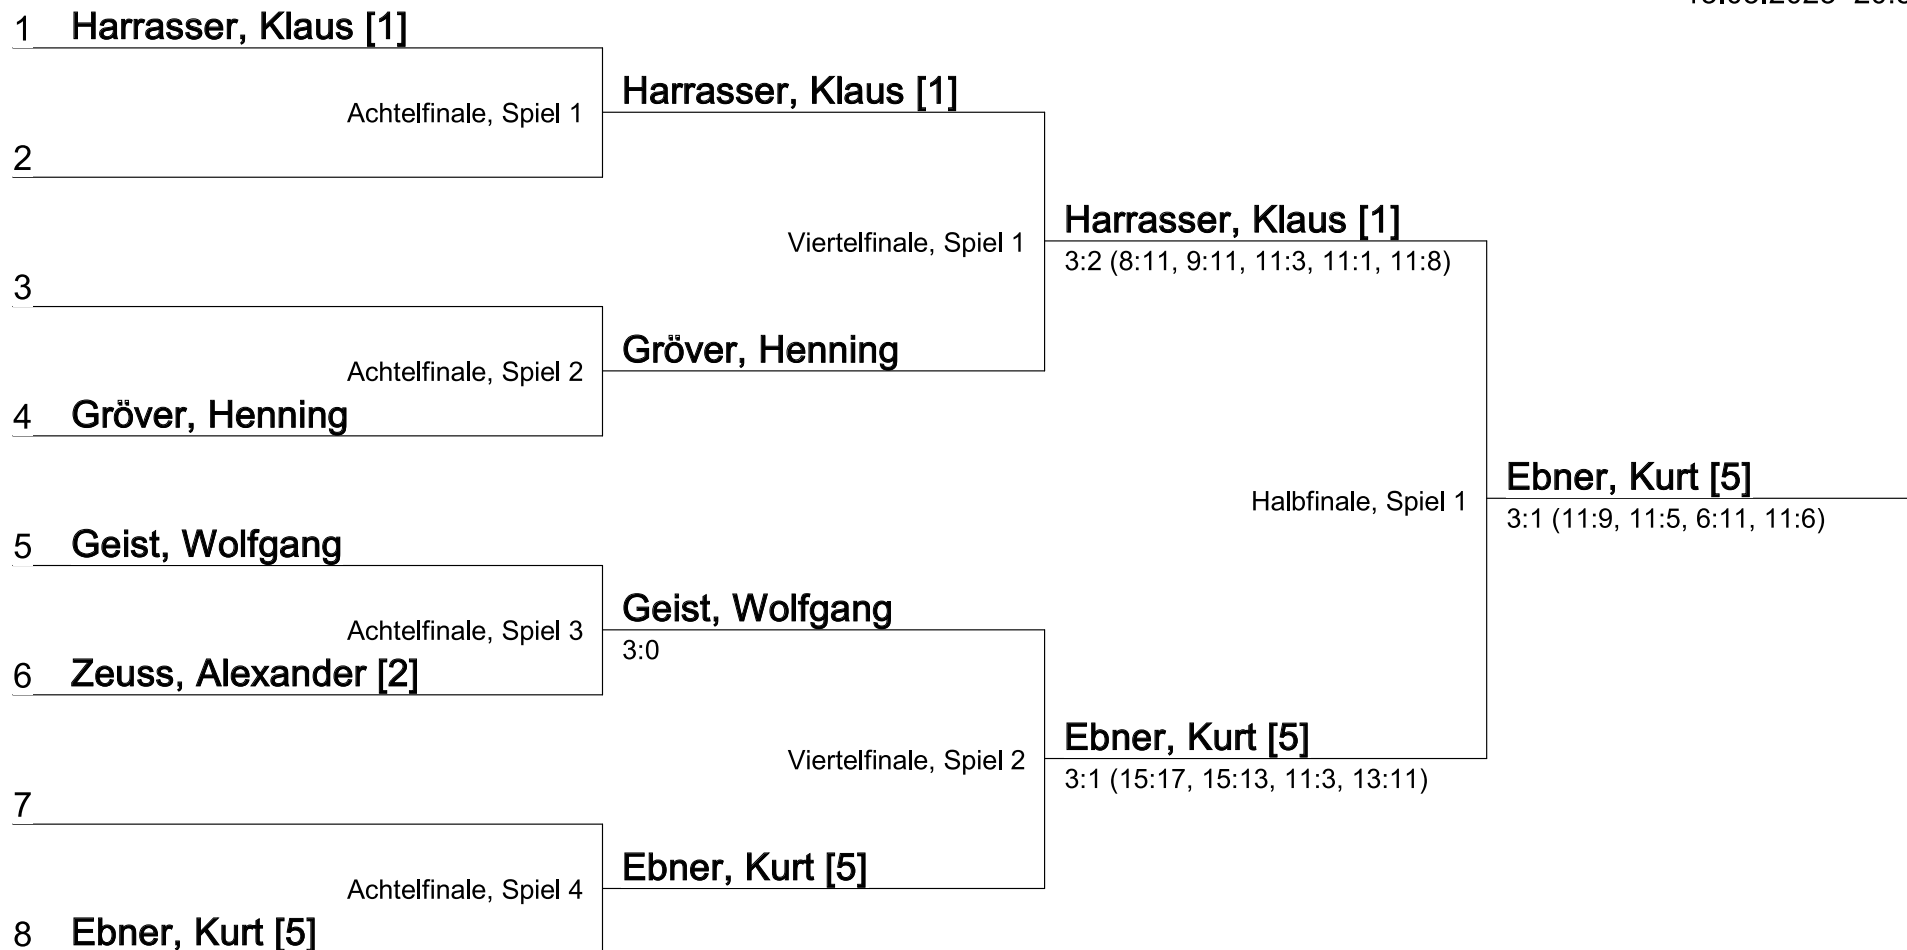 1 Harrasser, Klaus [1]
Achtelfinale, Spiel 1
Harrasser, Klaus [1]
2
Viertelfinale, Spiel 1
Harrasser, Klaus [1]
3:2 (8:11, 9:11, 11:3, 11:1, 11:8)
3
Achtelfinale, Spiel 2
Gröver, Henning
4 Gröver, Henning
Halbfinale, Spiel 1
Ebner, Kurt [5]
3:1 (11:9, 11:5, 6:11, 11:6)
5 Geist, Wolfgang
Achtelfinale, Spiel 3
Geist, Wolfgang
3:0
6 Zeuss, Alexander [2]
Viertelfinale, Spiel 2
Ebner, Kurt [5]
3:1 (15:17, 15:13, 11:3, 13:11)
7
Achtelfinale, Spiel 4
Ebner, Kurt [5]
8 Ebner, Kurt [5]